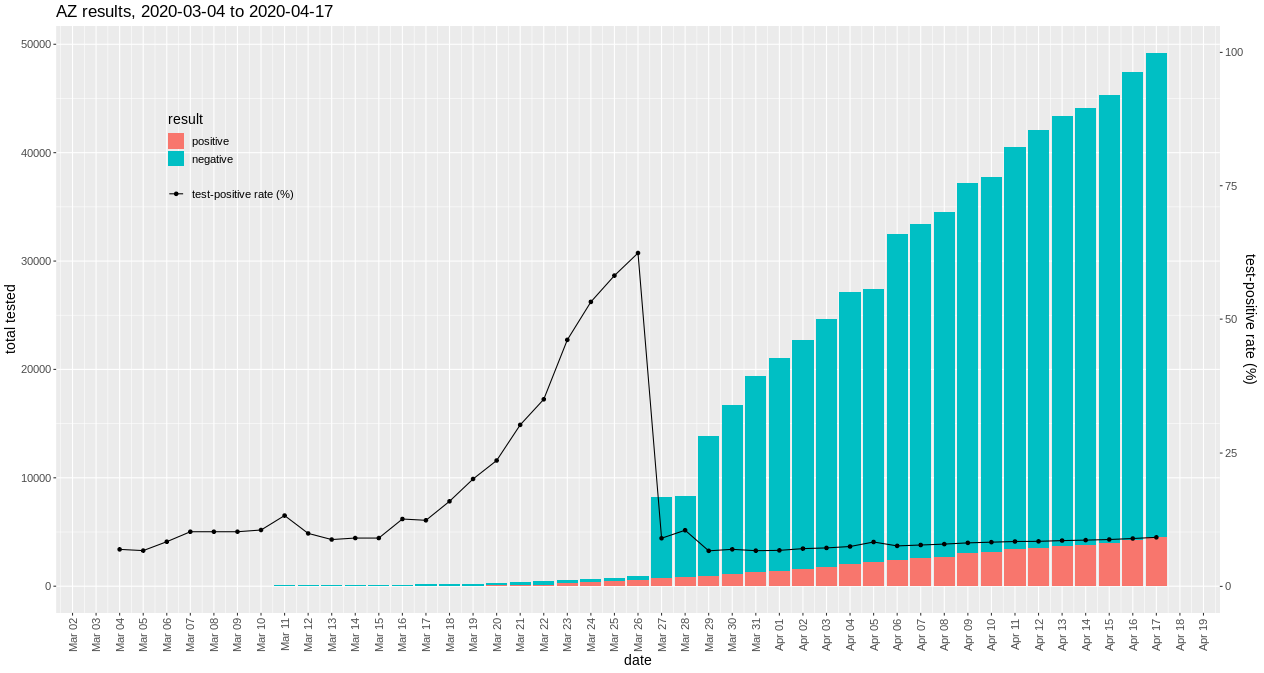 AZ results, 2020-03-04 to 2020-04-17
50000
40000
30000
20000
10000
0
total tested
result
positive
negative
test-positive rate (%)
100
75
50
25
0
test-positive rate (%)
Mar 02
Mar 03
Mar 04
Mar 05
Mar 06
Mar 07
Mar 08
Mar 09
Mar 10
Mar 11
Mar 12
Mar 13
Mar 14
Mar 15
Mar 16
Mar 17
Mar 18
Mar 19
Mar 20
Mar 21
Mar 22
Mar 23
Mar 24
Mar 25
Mar 26
Mar 27
Mar 28
Mar 29
Mar 30
Mar 31
Apr 01
Apr 02
Apr 03
Apr 04
Apr 05
Apr 06
Apr 07
Apr 08
Apr 09
Apr 10
Apr 11
Apr 12
Apr 13
Apr 14
Apr 15
Apr 16
Apr 17
Apr 18
Apr 19
date